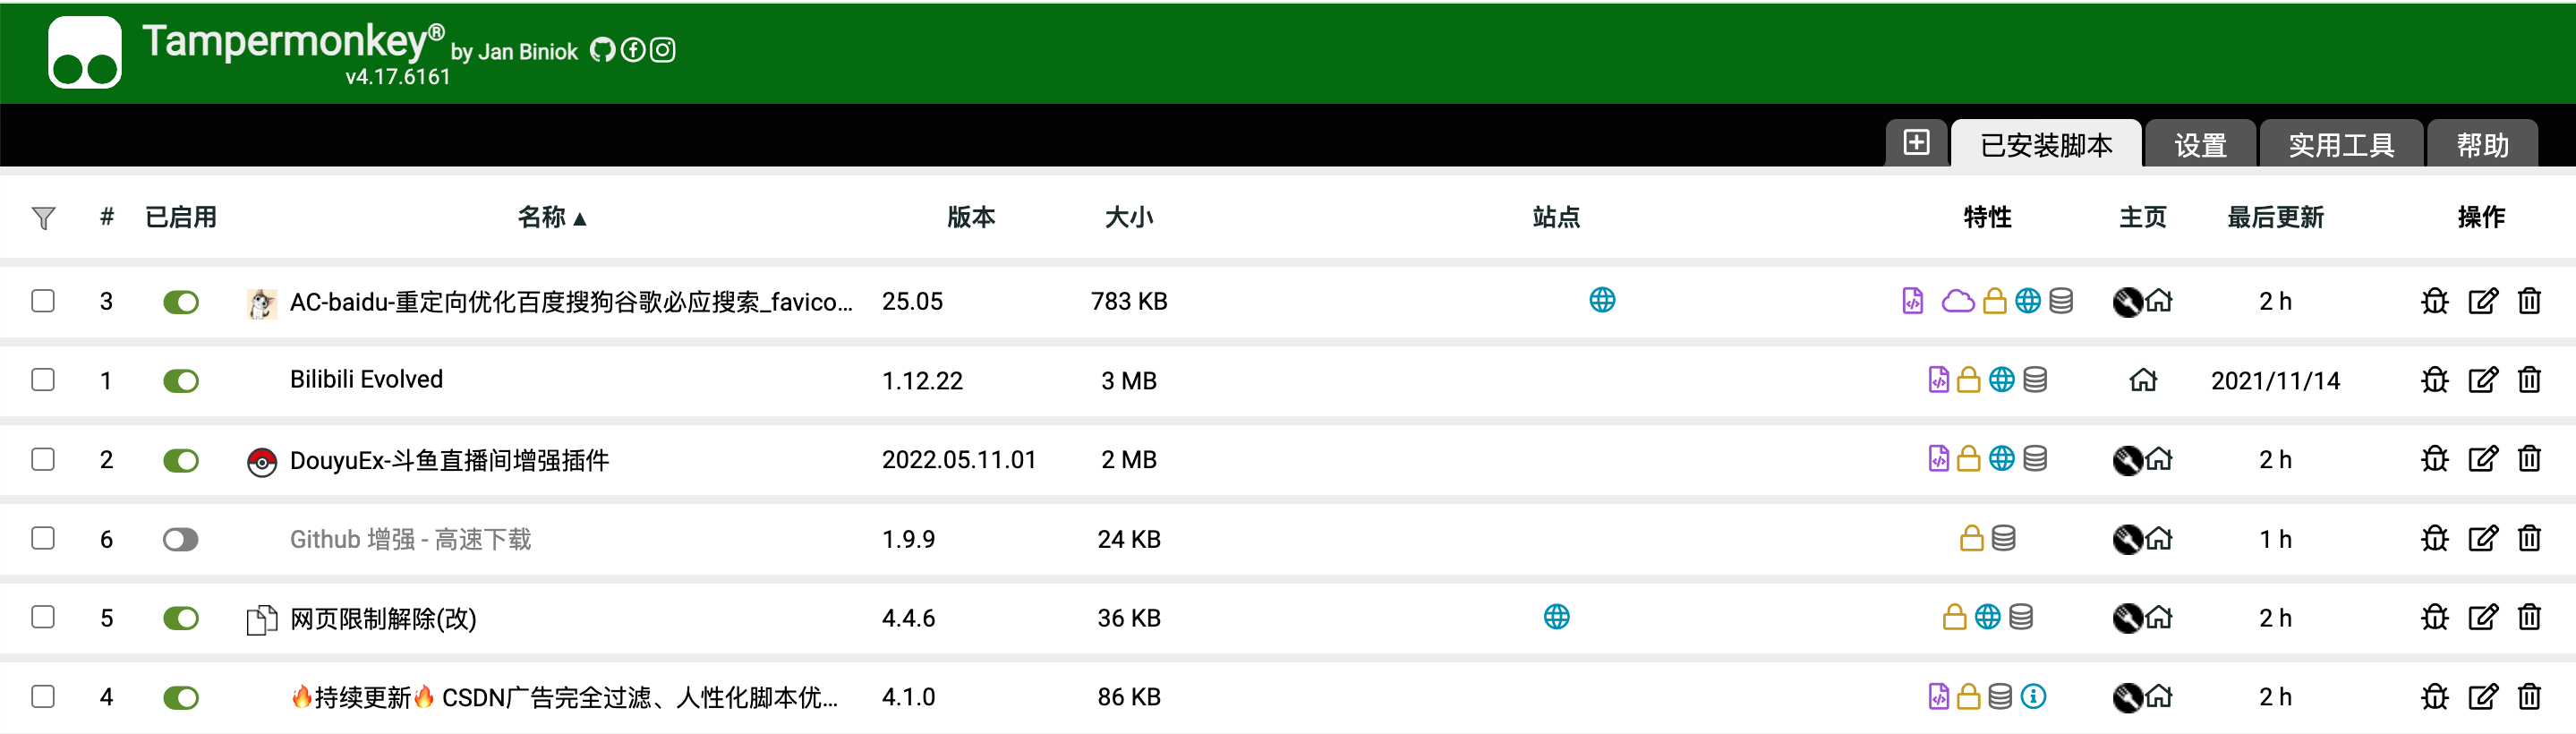 Tampermonkey® by Jan Biniok
v4.17.6161
已安装脚本 设置 实用工具 帮助
# 已启用 名称▲ 版本 大小 站点 特性 主页 最后更新 操作
3 AC-baidu-重定向优化百度搜狗谷歌必应搜索_favico... 25.05 783 KB 2 h
1 Bilibili Evolved 1.12.22 3 MB 2021/11/14
2 DouyuEx-斗鱼直播间增强插件 2022.05.11.01 2 MB 2 h
6 Github 增强 - 高速下载 1.9.9 24 KB 1 h
5 网页限制解除(改) 4.4.6 36 KB 2 h
4 🔥持续更新🔥 CSDN广告完全过滤、人性化脚本优... 4.1.0 86 KB 2 h